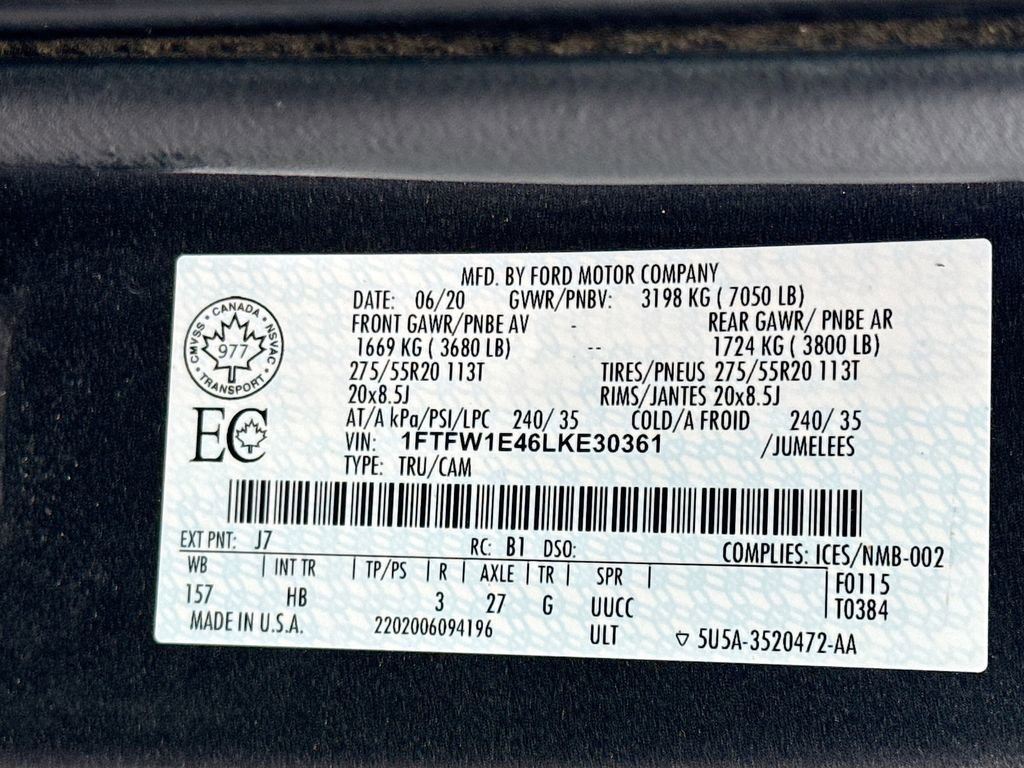 MFD. BY FORD MOTOR COMPANY
DATE: 06/20 GVWR/PNBV: 3198 KG ( 7050 LB)
FRONT GAWR/PNBE AV - REAR GAWR/ PNBE AR
1669 KG ( 3680 LB) -- 1724 KG ( 3800 LB)
275/55R20 113T TIRES/PNEUS 275/55R20 113T
20x8.5J RIMS/JANTES 20x8.5J
AT/A kPa/PSI/LPC 240/ 35 COLD/A FROID 240/ 35
VIN: 1FTFW1E46LKE30361 /JUMELEES
TYPE: TRU/CAM
CMVSS • CANADA • NSVAC • TRANSPORT •
977
EC
EXT PNT: J7 RC: B1 DSO: COMPLIES: ICES/NMB-002
WB | INT TR | TP/PS | R | AXLE | TR | SPR | F0115
157 HB 3 27 G UUCC T0384
MADE IN U.S.A. 2202006094196 ULT ▽ 5U5A-3520472-AA